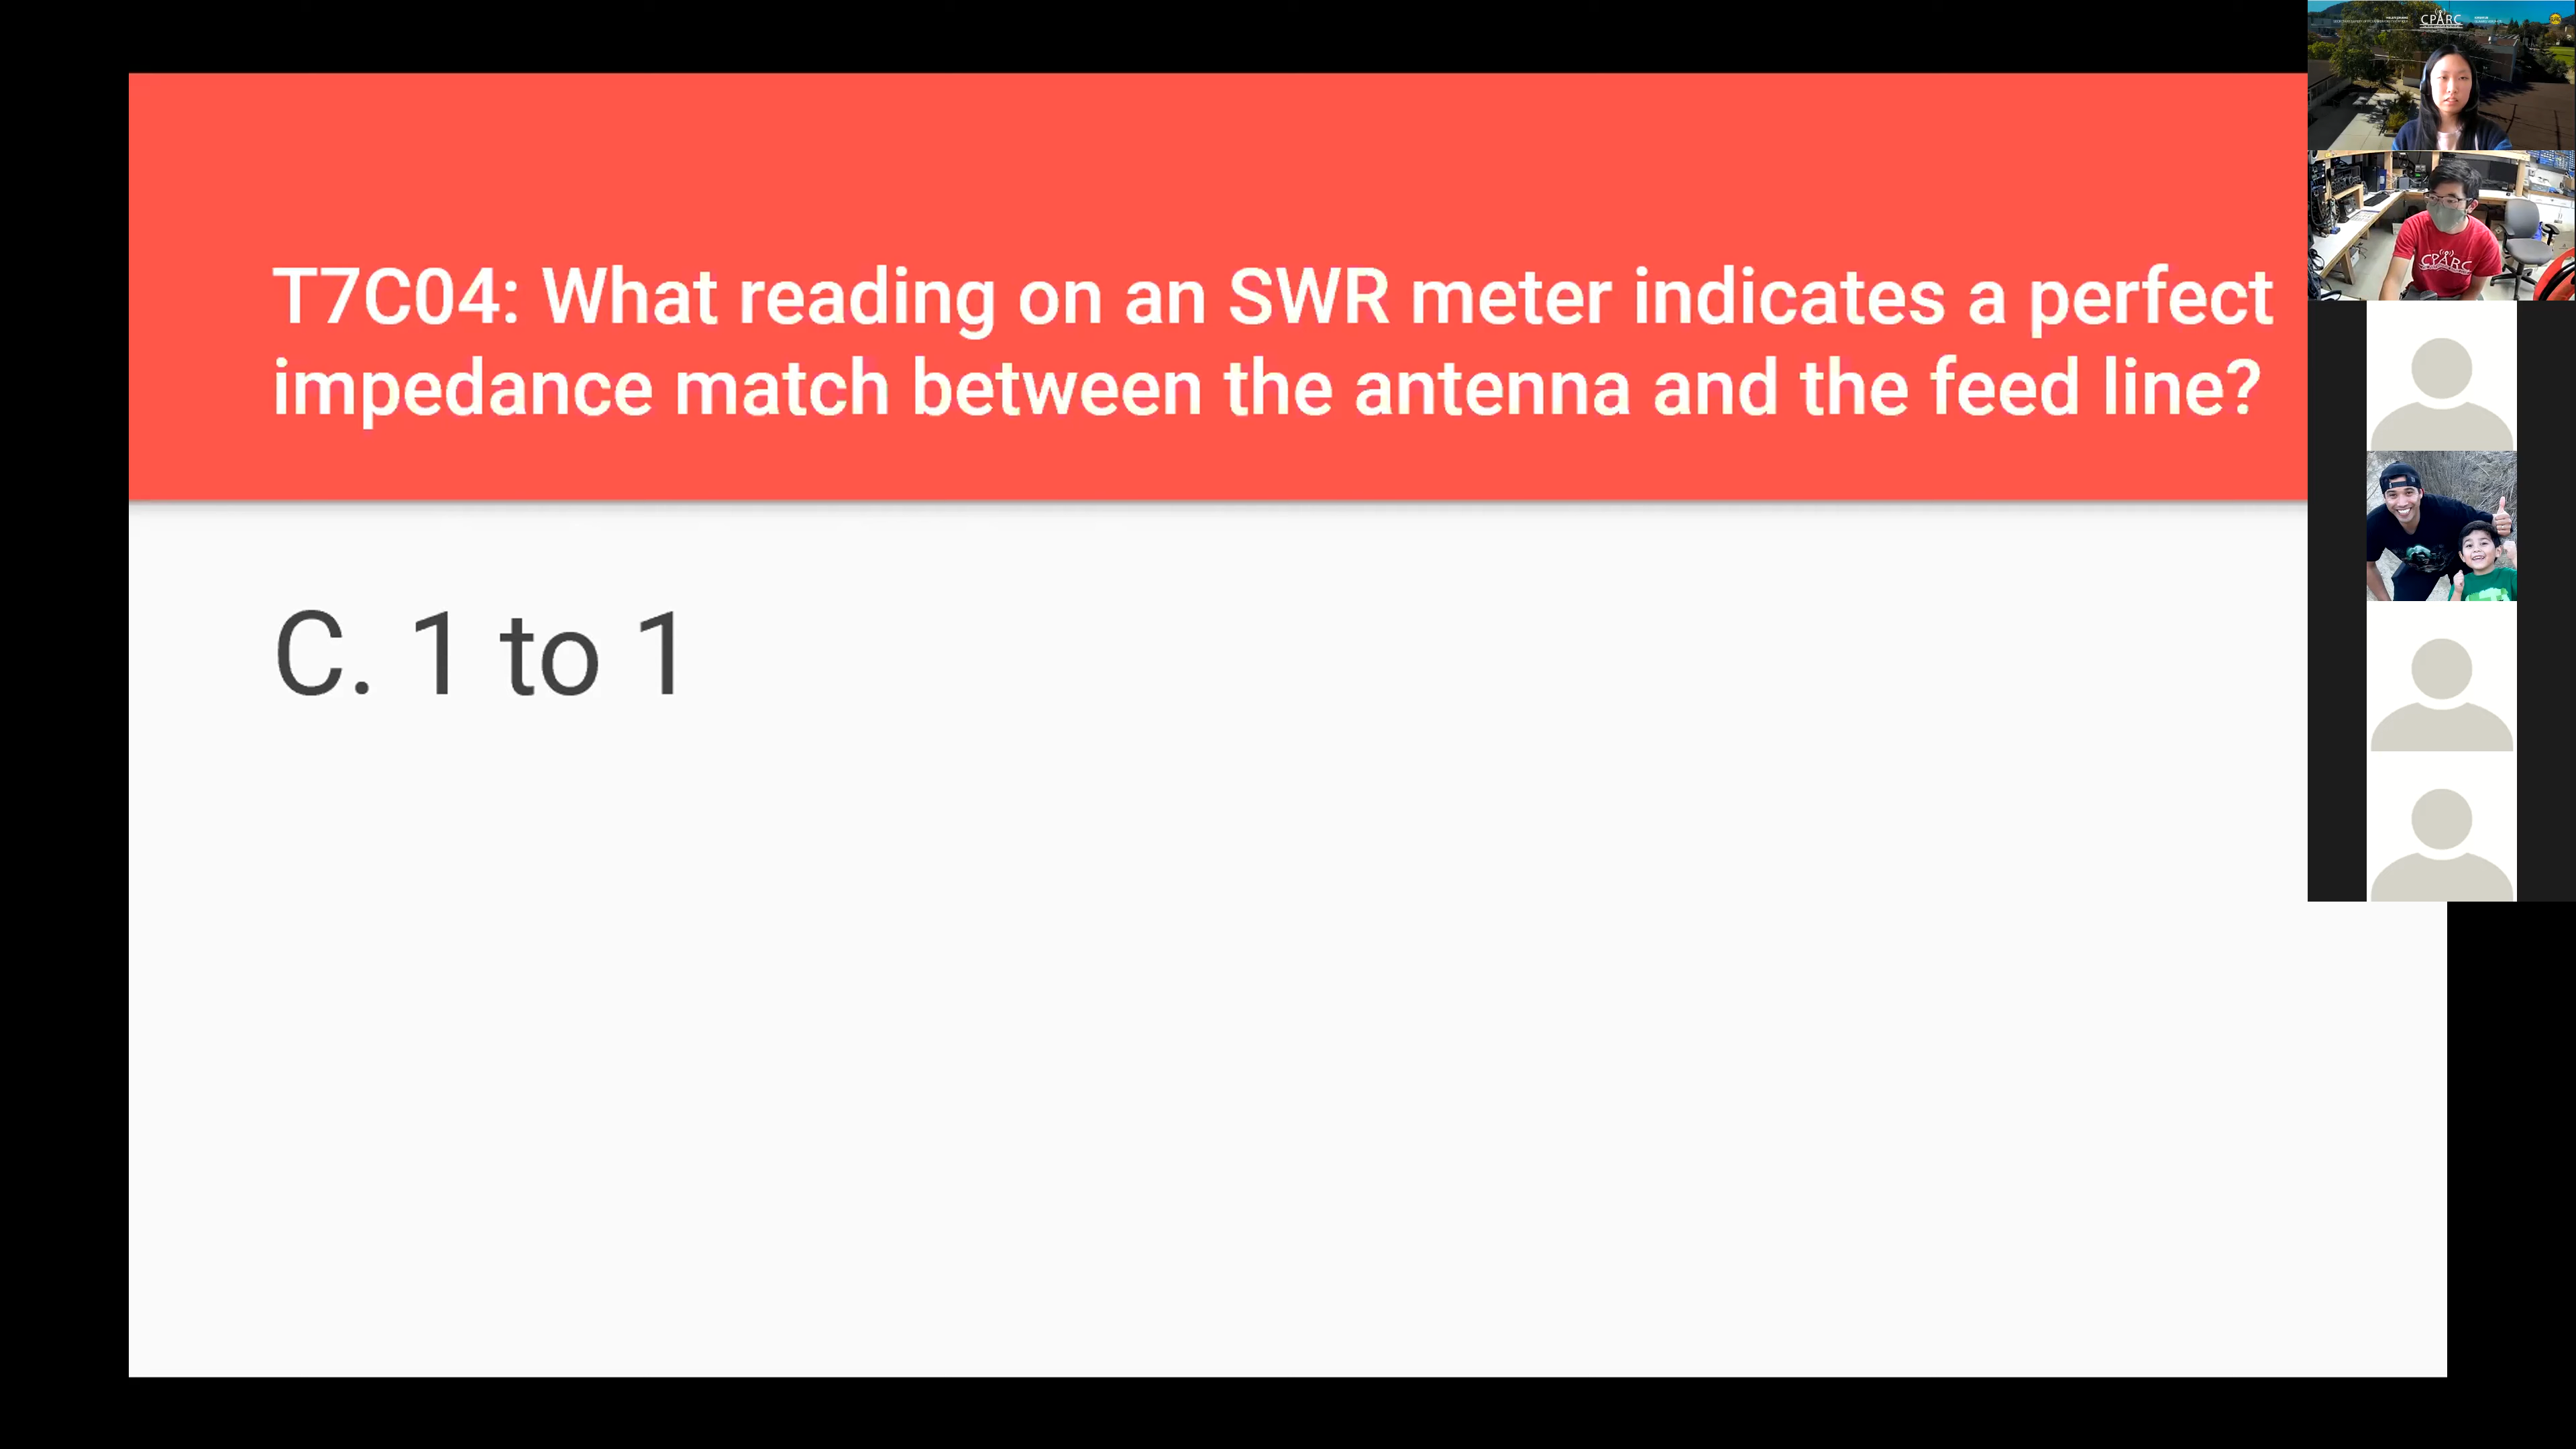 T7C04: What reading on an SWR meter indicates a perfect
impedance match between the antenna and the feed line?
C. 1 to 1
CPARC
CPARC